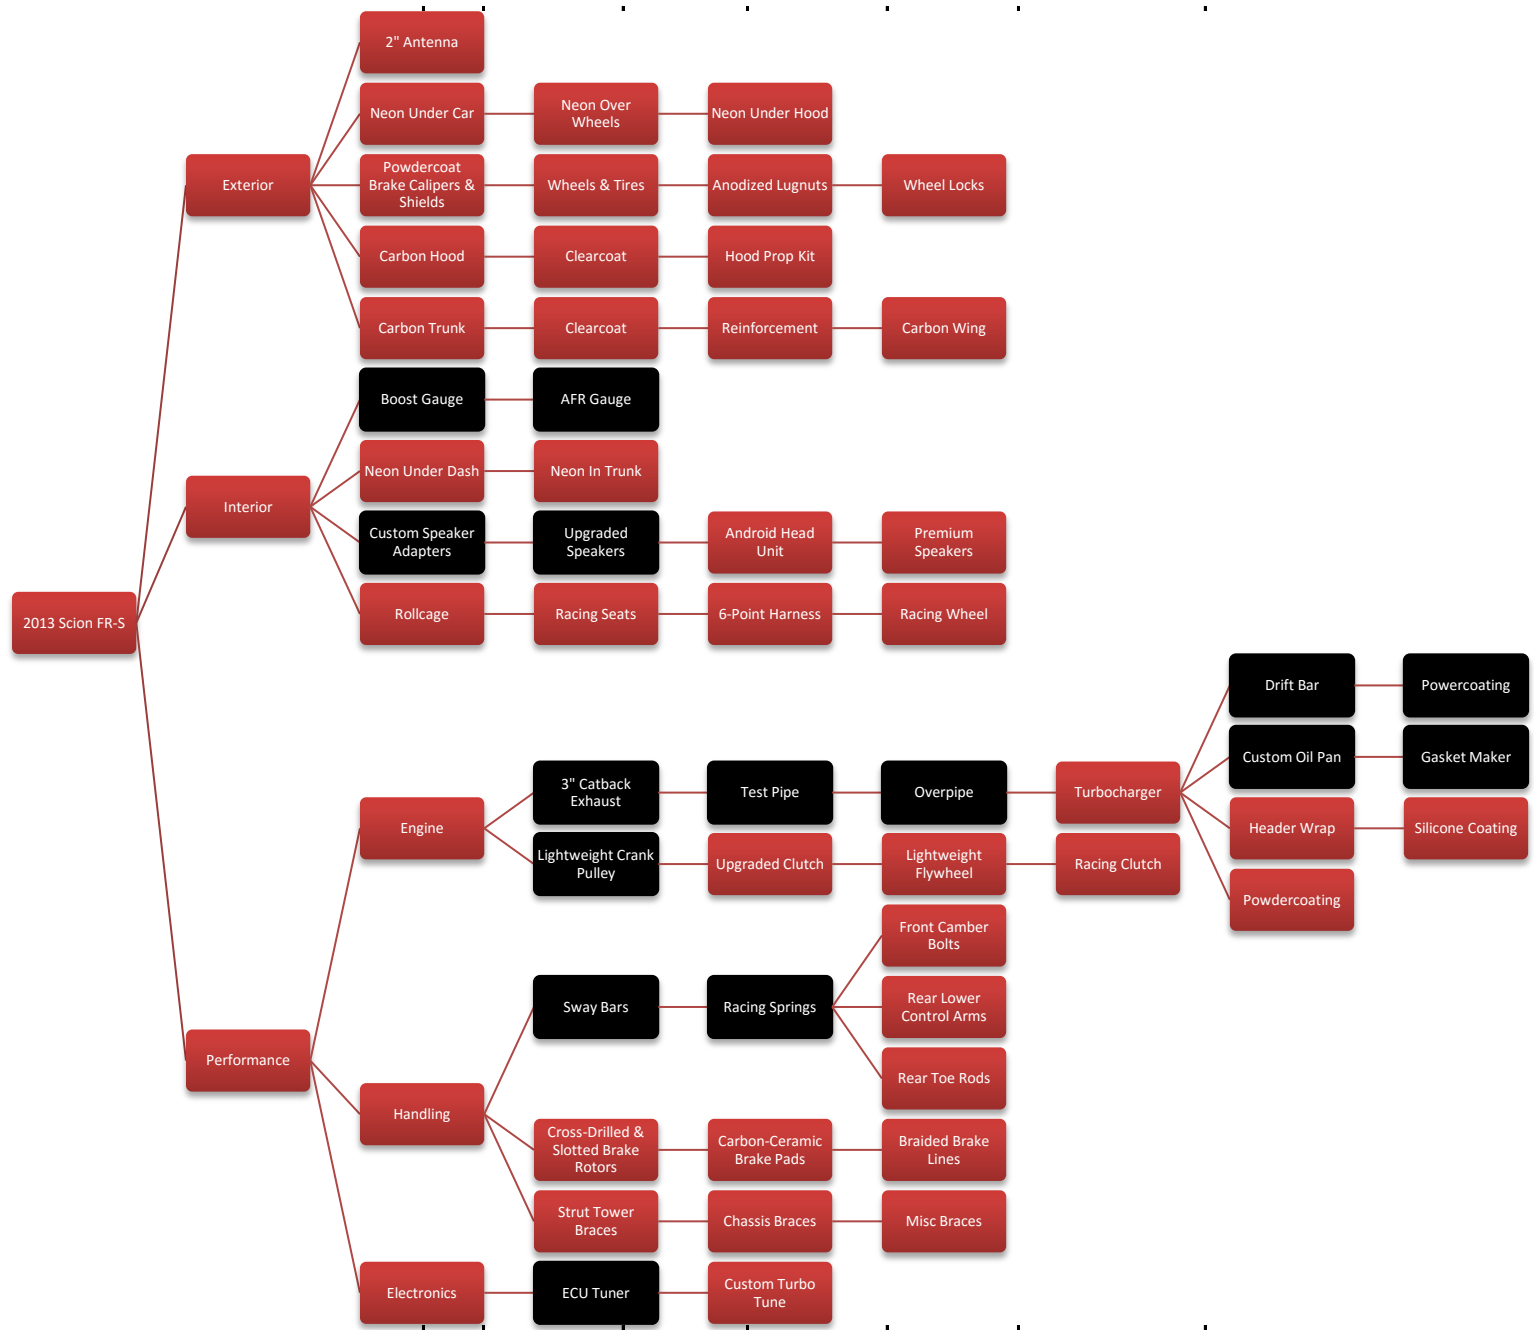 2" Antenna
Neon Under Car
Neon Over
Wheels
Neon Under Hood
Exterior
Powdercoat
Brake Calipers &
Shields
Wheels & Tires
Anodized Lugnuts
Wheel Locks
Carbon Hood
Clearcoat
Hood Prop Kit
Carbon Trunk
Clearcoat
Reinforcement
Carbon Wing
Boost Gauge
AFR Gauge
Neon Under Dash
Neon In Trunk
Interior
Custom Speaker
Adapters
Upgraded
Speakers
Android Head
Unit
Premium
Speakers
Rollcage
Racing Seats
6-Point Harness
Racing Wheel
2013 Scion FR-S
Drift Bar
Powercoating
Custom Oil Pan
Gasket Maker
3" Catback
Exhaust
Test Pipe
Overpipe
Turbocharger
Engine
Header Wrap
Silicone Coating
Lightweight Crank
Pulley
Upgraded Clutch
Lightweight
Flywheel
Racing Clutch
Powdercoating
Front Camber
Bolts
Sway Bars
Racing Springs
Rear Lower
Control Arms
Performance
Rear Toe Rods
Handling
Cross-Drilled &
Slotted Brake
Rotors
Carbon-Ceramic
Brake Pads
Braided Brake
Lines
Strut Tower
Braces
Chassis Braces
Misc Braces
Electronics
ECU Tuner
Custom Turbo
Tune